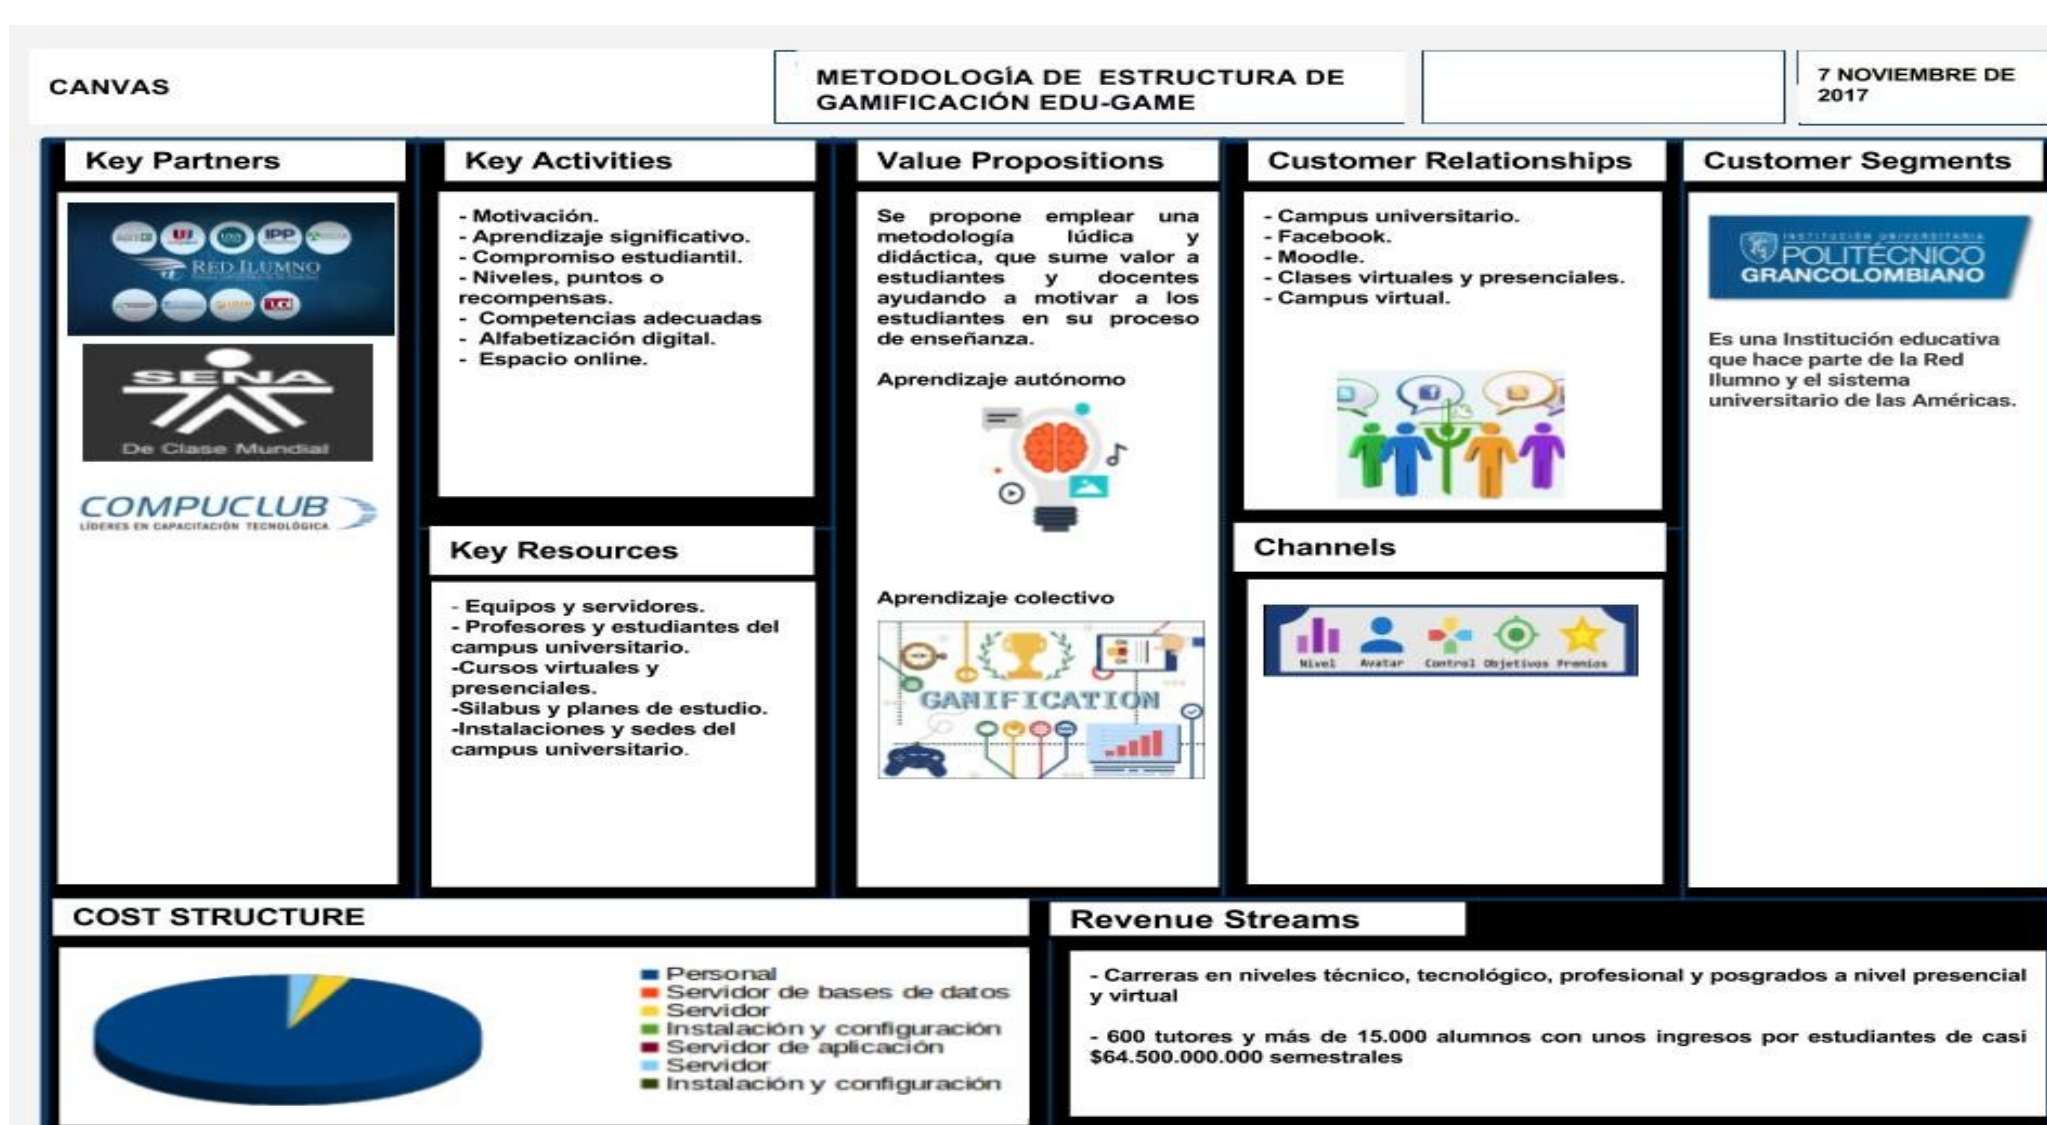 CANVAS
METODOLOGÍA DE ESTRUCTURA DE
GAMIFICACIÓN EDU-GAME
7 NOVIEMBRE DE
2017
Key Partners
IPP
RED ILUMNO
SENA
De Clase Mundial
COMPUCLUB
LÍDERES EN CAPACITACIÓN TECNOLÓGICA
Key Activities
- Motivación.
- Aprendizaje significativo.
- Compromiso estudiantil.
- Niveles, puntos o
recompensas.
- Competencias adecuadas
- Alfabetización digital.
- Espacio online.
Key Resources
- Equipos y servidores.
- Profesores y estudiantes del
campus universitario.
-Cursos virtuales y
presenciales.
-Silabus y planes de estudio.
-Instalaciones y sedes del
campus universitario.
Value Propositions
Se propone emplear una
metodología lúdica y
didáctica, que sume valor a
estudiantes y docentes
ayudando a motivar a los
estudiantes en su proceso
de enseñanza.
Aprendizaje autónomo
Aprendizaje colectivo
GAMIFICATION
Customer Relationships
- Campus universitario.
- Facebook.
- Moodle.
- Clases virtuales y presenciales.
- Campus virtual.
Channels
Nivel Avatar Control Objetivos Premios
Customer Segments
INSTITUCIÓN UNIVERSITARIA
POLITÉCNICO
GRANCOLOMBIANO
Es una Institución educativa
que hace parte de la Red
Ilumno y el sistema
universitario de las Américas.
COST STRUCTURE
Personal
Servidor de bases de datos
Servidor
Instalación y configuración
Servidor de aplicación
Servidor
Instalación y configuración
Revenue Streams
- Carreras en niveles técnico, tecnológico, profesional y posgrados a nivel presencial
y virtual
- 600 tutores y más de 15.000 alumnos con unos ingresos por estudiantes de casi
$64.500.000.000 semestrales